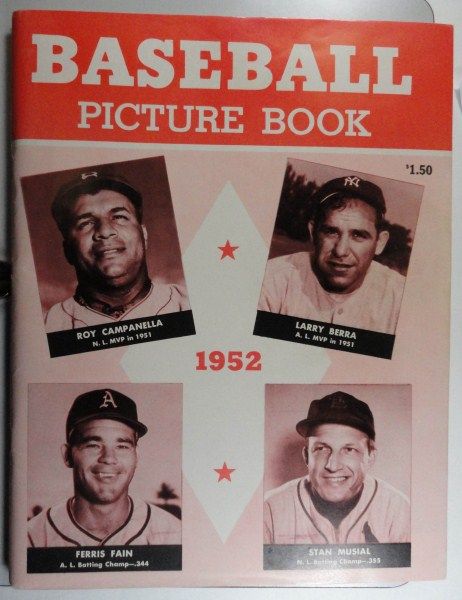 BASEBALL
PICTURE BOOK
$1.50
ROY CAMPANELLA
N. L. MVP in 1951
LARRY BERRA
A. L. MVP in 1951
1952
A
FERRIS FAIN
A. L. Batting Champ—.344
STAN MUSIAL
N. L. Batting Champ—.355